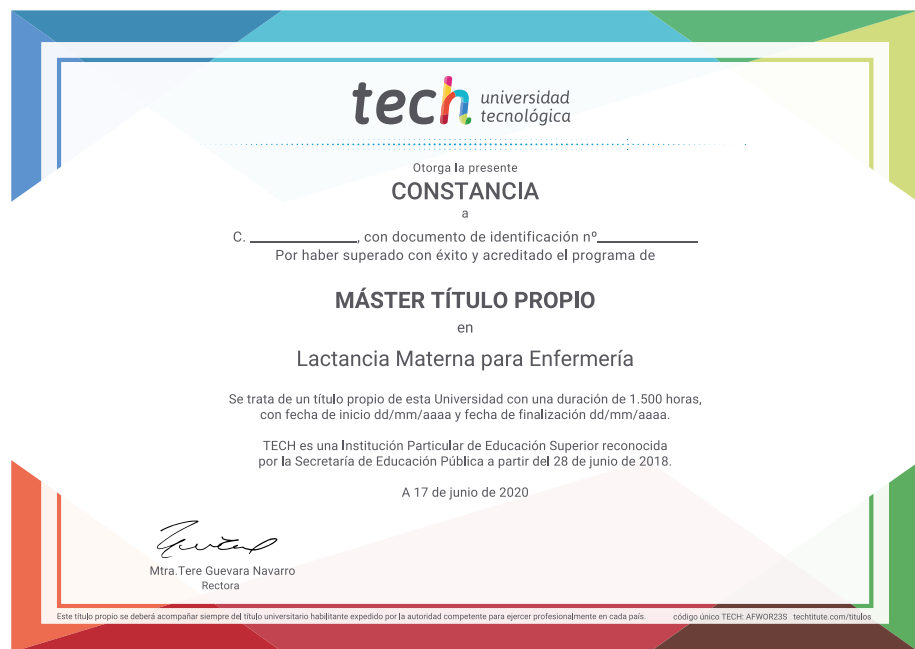 tech universidad
tecnológica
Otorga la presente
CONSTANCIA
a
C. ____________, con documento de identificación nº____________
Por haber superado con éxito y acreditado el programa de
MÁSTER TÍTULO PROPIO
en
Lactancia Materna para Enfermería
Se trata de un título propio de esta Universidad con una duración de 1.500 horas,
con fecha de inicio dd/mm/aaaa y fecha de finalización dd/mm/aaaa.
TECH es una Institución Particular de Educación Superior reconocida
por la Secretaría de Educación Pública a partir del 28 de junio de 2018.
A 17 de junio de 2020
Mtra.Tere Guevara Navarro
Rectora
Este título propio se deberá acompañar siempre del título universitario habilitante expedido por la autoridad competente para ejercer profesionalmente en cada país. código único TECH: AFWOR23S techtitute.com/titulos